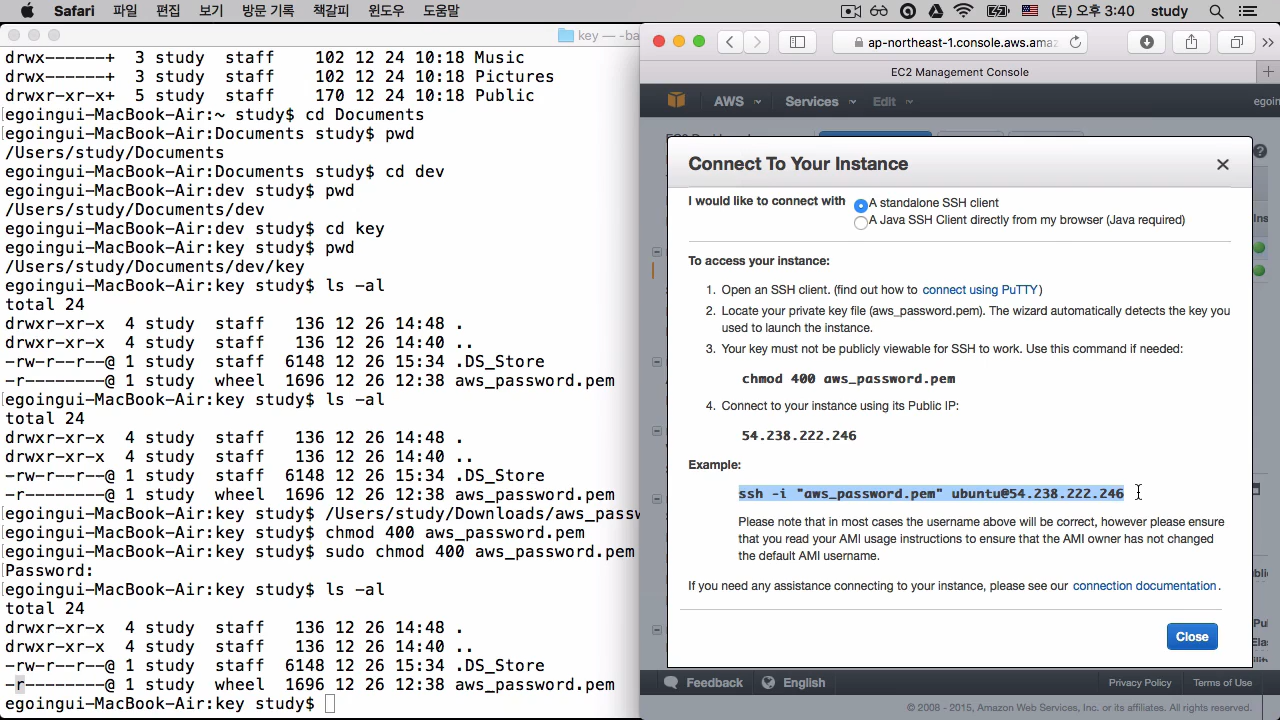 Safari 파일 편집 보기 방문 기록 책갈피 윈도우 도움말 (토) 오후 3:40 study
key — -ba
drwx------+ 3 study staff 102 12 24 10:18 Music
drwx------+ 3 study staff 102 12 24 10:18 Pictures
drwxr-xr-x+ 5 study staff 170 12 24 10:18 Public
egoingui-MacBook-Air:~ study$ cd Documents
egoingui-MacBook-Air:Documents study$ pwd
/Users/study/Documents
egoingui-MacBook-Air:Documents study$ cd dev
egoingui-MacBook-Air:dev study$ pwd
/Users/study/Documents/dev
egoingui-MacBook-Air:dev study$ cd key
egoingui-MacBook-Air:key study$ pwd
/Users/study/Documents/dev/key
egoingui-MacBook-Air:key study$ ls -al
total 24
drwxr-xr-x 4 study staff 136 12 26 14:48 .
drwxr-xr-x 4 study staff 136 12 26 14:40 ..
-rw-r--r--@ 1 study staff 6148 12 26 15:34 .DS_Store
-r--------@ 1 study wheel 1696 12 26 12:38 aws_password.pem
egoingui-MacBook-Air:key study$ ls -al
total 24
drwxr-xr-x 4 study staff 136 12 26 14:48 .
drwxr-xr-x 4 study staff 136 12 26 14:40 ..
-rw-r--r--@ 1 study staff 6148 12 26 15:34 .DS_Store
-r--------@ 1 study wheel 1696 12 26 12:38 aws_password.pem
egoingui-MacBook-Air:key study$ /Users/study/Downloads/aws_passw
egoingui-MacBook-Air:key study$ chmod 400 aws_password.pem
egoingui-MacBook-Air:key study$ sudo chmod 400 aws_password.pem
Password:
egoingui-MacBook-Air:key study$ ls -al
total 24
drwxr-xr-x 4 study staff 136 12 26 14:48 .
drwxr-xr-x 4 study staff 136 12 26 14:40 ..
-rw-r--r--@ 1 study staff 6148 12 26 15:34 .DS_Store
-r--------@ 1 study wheel 1696 12 26 12:38 aws_password.pem
egoingui-MacBook-Air:key study$
ap-northeast-1.console.aws.amaz
EC2 Management Console
AWS Services Edit egoin
Connect To Your Instance
I would like to connect with
A standalone SSH client
A Java SSH Client directly from my browser (Java required)
To access your instance:
1. Open an SSH client. (find out how to connect using PuTTY)
2. Locate your private key file (aws_password.pem). The wizard automatically detects the key you
used to launch the instance.
3. Your key must not be publicly viewable for SSH to work. Use this command if needed:
chmod 400 aws_password.pem
4. Connect to your instance using its Public IP:
54.238.222.246
Example:
ssh -i "aws_password.pem" ubuntu@54.238.222.246
Please note that in most cases the username above will be correct, however please ensure
that you read your AMI usage instructions to ensure that the AMI owner has not changed
the default AMI username.
If you need any assistance connecting to your instance, please see our connection documentation.
Close
Feedback English Privacy Policy Terms of Use
© 2008 - 2015, Amazon Web Services, Inc. or its affiliates. All rights reserved.